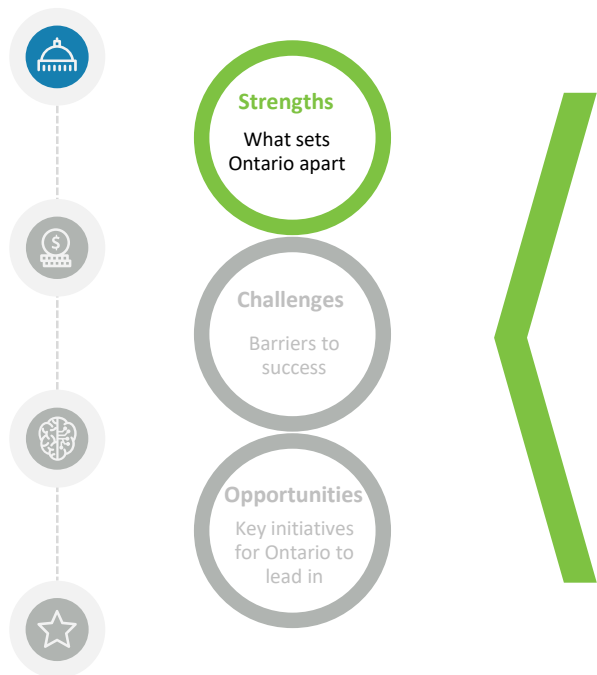 Strengths
What sets
Ontario apart
$
Challenges
Barriers to
success
Opportunities
Key initiatives
for Ontario to
lead in